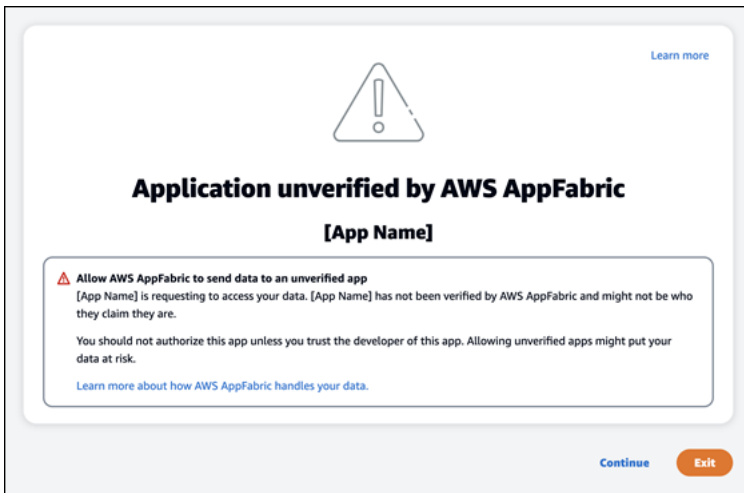 Learn more
Application unverified by AWS AppFabric
[App Name]
Allow AWS AppFabric to send data to an unverified app
[App Name] is requesting to access your data. [App Name] has not been verified by AWS AppFabric and might not be who
they claim they are.
You should not authorize this app unless you trust the developer of this app. Allowing unverified apps might put your
data at risk.
Learn more about how AWS AppFabric handles your data.
Continue
Exit